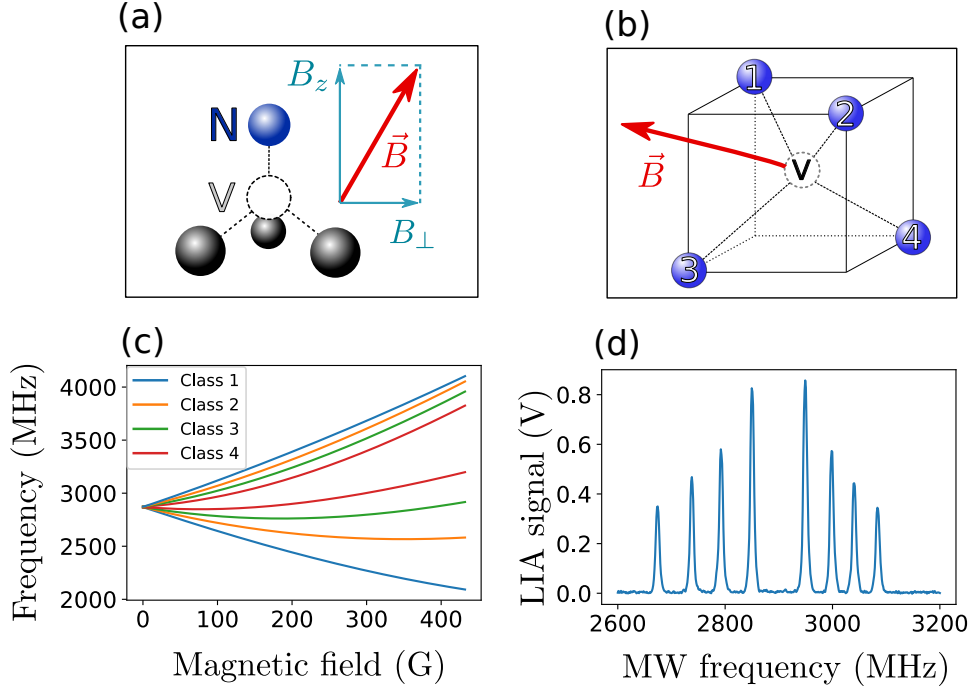 (a)
N
V
B_z
\vec{B}
B_⊥
(b)
1
2
V
3
4
\vec{B}
(c)
Frequency (MHz)
4000
3500
3000
2500
2000
Class 1
Class 2
Class 3
Class 4
0
100
200
300
400
Magnetic field (G)
(d)
LIA signal (V)
0.8
0.6
0.4
0.2
0.0
2600
2800
3000
3200
MW frequency (MHz)